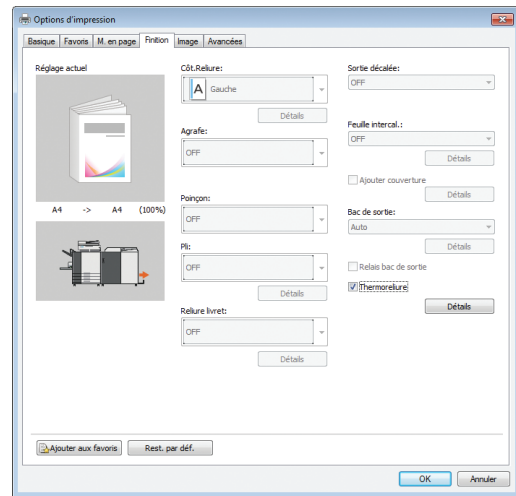 Options d'impression
Basique Favoris M. en page Finition Image Avancées
Réglage actuel
A4 -> A4 (100%)
Côt.Reliure:
A Gauche
Détails
Agrafe:
OFF
Poinçon:
OFF
Pli:
OFF
Détails
Reliure livret:
OFF
Détails
Sortie décalée:
OFF
Feuille intercal.:
OFF
Détails
Ajouter couverture
Détails
Bac de sortie:
Auto
Détails
Relais bac de sortie
Thermoreliure
Détails
Ajouter aux favoris Rest. par déf.
OK Annuler